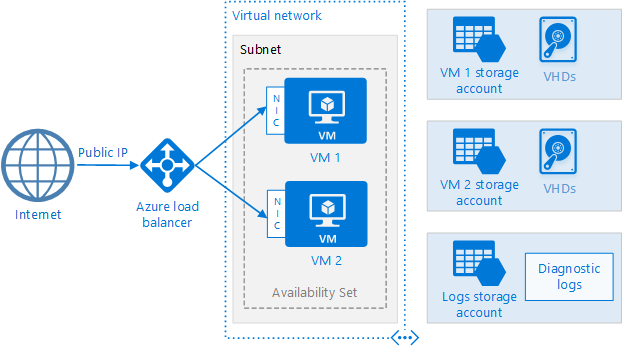 Virtual network
Subnet
NIC
VM
VM 1
NIC
VM
VM 2
Availability Set
Public IP
Internet
Azure load
balancer
VM 1 storage
account
VHDs
VM 2 storage
account
VHDs
Logs storage
account
Diagnostic
logs